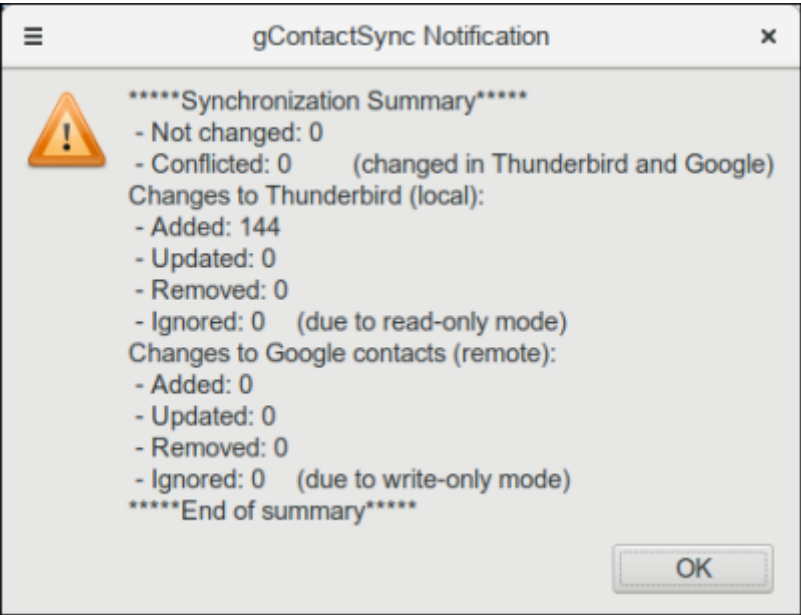 gContactSync Notification
*****Synchronization Summary*****
- Not changed: 0
- Conflicted: 0 (changed in Thunderbird and Google)
Changes to Thunderbird (local):
- Added: 144
- Updated: 0
- Removed: 0
- Ignored: 0 (due to read-only mode)
Changes to Google contacts (remote):
- Added: 0
- Updated: 0
- Removed: 0
- Ignored: 0 (due to write-only mode)
*****End of summary*****
OK